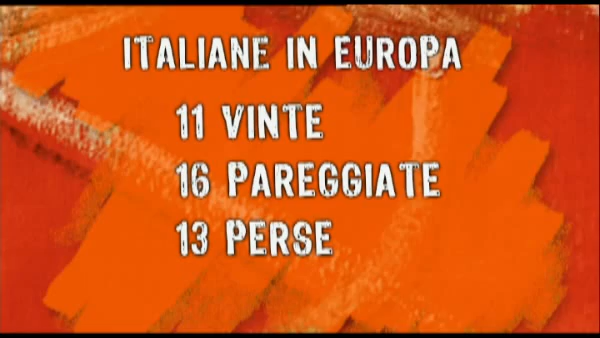 ITALIANE IN EUROPA
11 VINTE
16 PAREGGIATE
13 PERSE